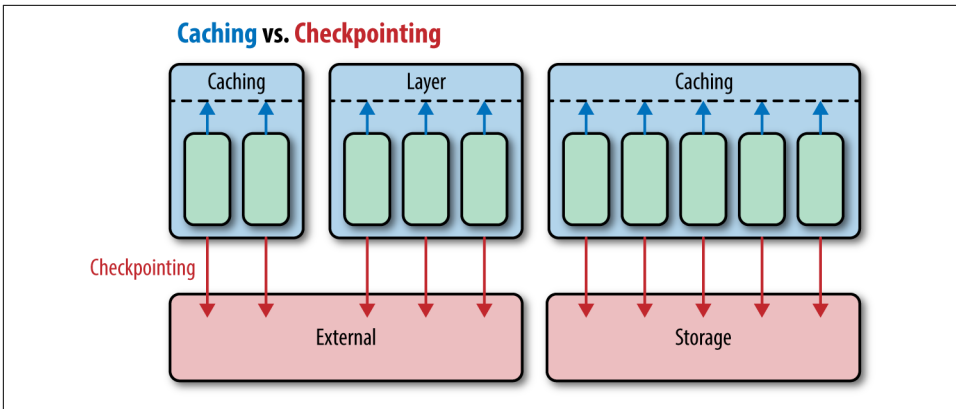 Caching vs. Checkpointing
Caching Layer Caching
Checkpointing
External Storage